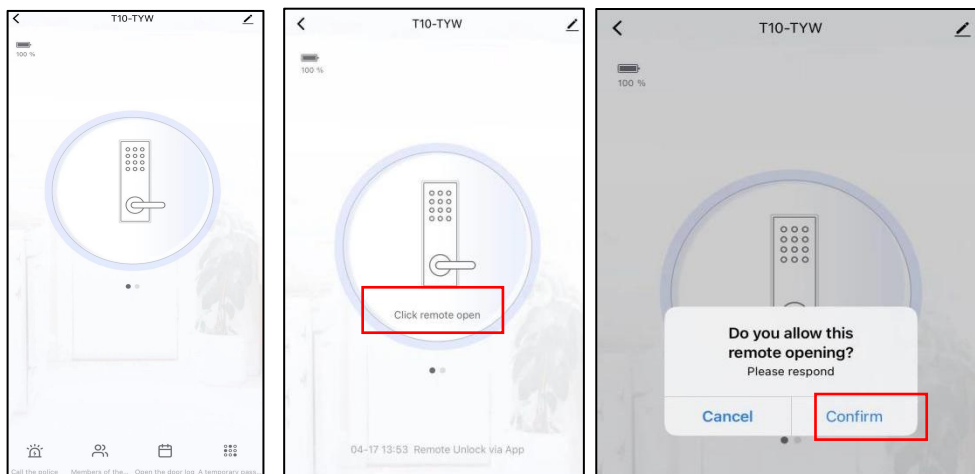 T10-TYW
100 %
Call the police
Members of the...
Open the door log
A temporary pass...
T10-TYW
100 %
Click remote open
04-17 13:53 Remote Unlock via App
T10-TYW
100 %
Do you allow this
remote opening?
Please respond
Cancel
Confirm